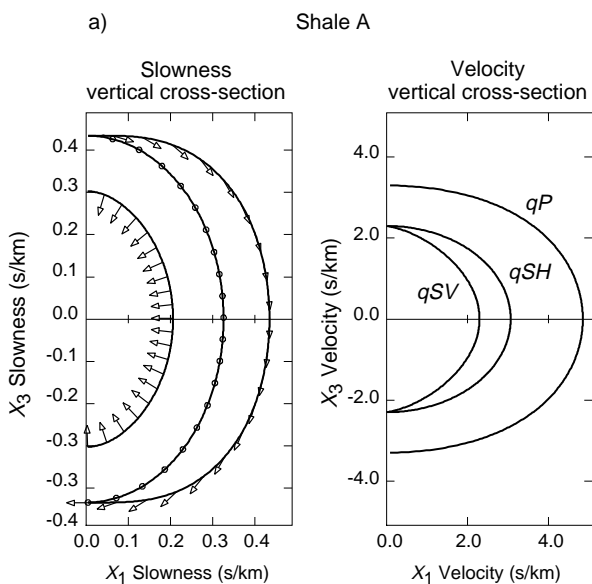 a)
Shale A
Slowness
vertical cross-section
Velocity
vertical cross-section
0.4
0.3
0.2
0.1
0.0
-0.1
-0.2
-0.3
-0.3
-0.4
X3 Slowness (s/km)
0.0
0.1
0.2
0.3
0.4
X1 Slowness (s/km)
4.0
2.0
0.0
-2.0
-4.0
X3 Velocity (s/km)
qP
qSH
qSV
0.0
2.0
4.0
X1 Velocity (s/km)